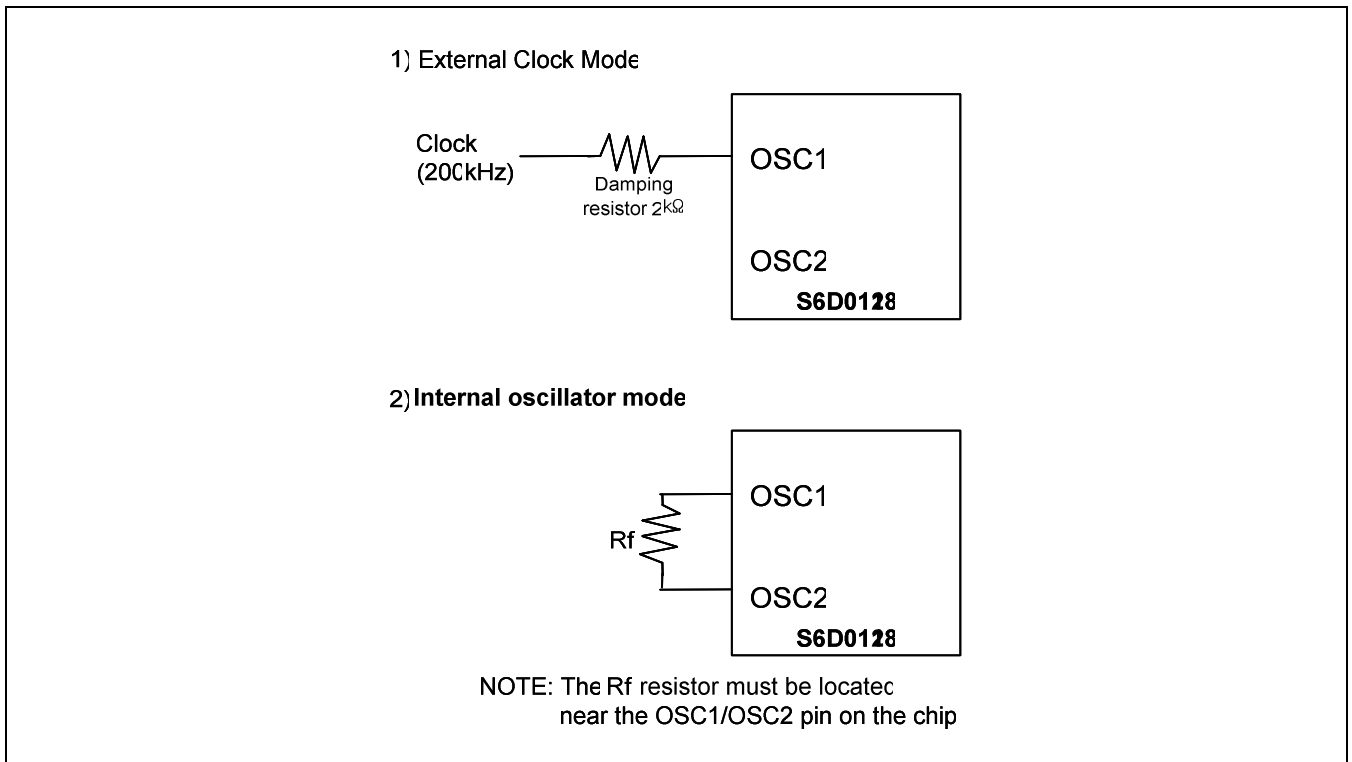 1) External Clock Mode
Clock
(200kHz)
Damping
resistor 2kΩ
OSC1
OSC2
S6D0128
2) Internal oscillator mode
Rf
OSC1
OSC2
S6D0128
NOTE: The Rf resistor must be located
near the OSC1/OSC2 pin on the chip